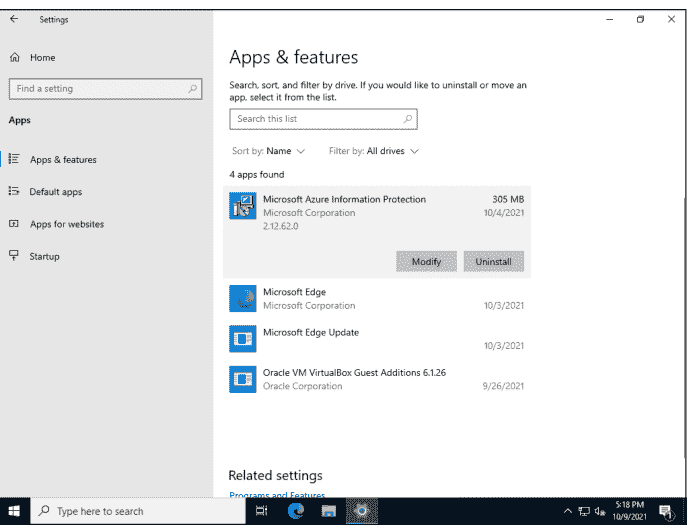 Settings
Home
Find a setting
Apps
Apps & features
Default apps
Apps for websites
Startup
Apps & features
Search, sort, and filter by drive. If you would like to uninstall or move an
app, select it from the list.
Search this list
Sort by: Name Filter by: All drives
4 apps found
Microsoft Azure Information Protection 305 MB
Microsoft Corporation 10/4/2021
2.12.62.0
Modify Uninstall
Microsoft Edge
Microsoft Corporation 10/3/2021
Microsoft Edge Update
10/3/2021
Oracle VM VirtualBox Guest Additions 6.1.26
Oracle Corporation 9/26/2021
Related settings
Programs and Features
Type here to search
5:18 PM
10/9/2021
1